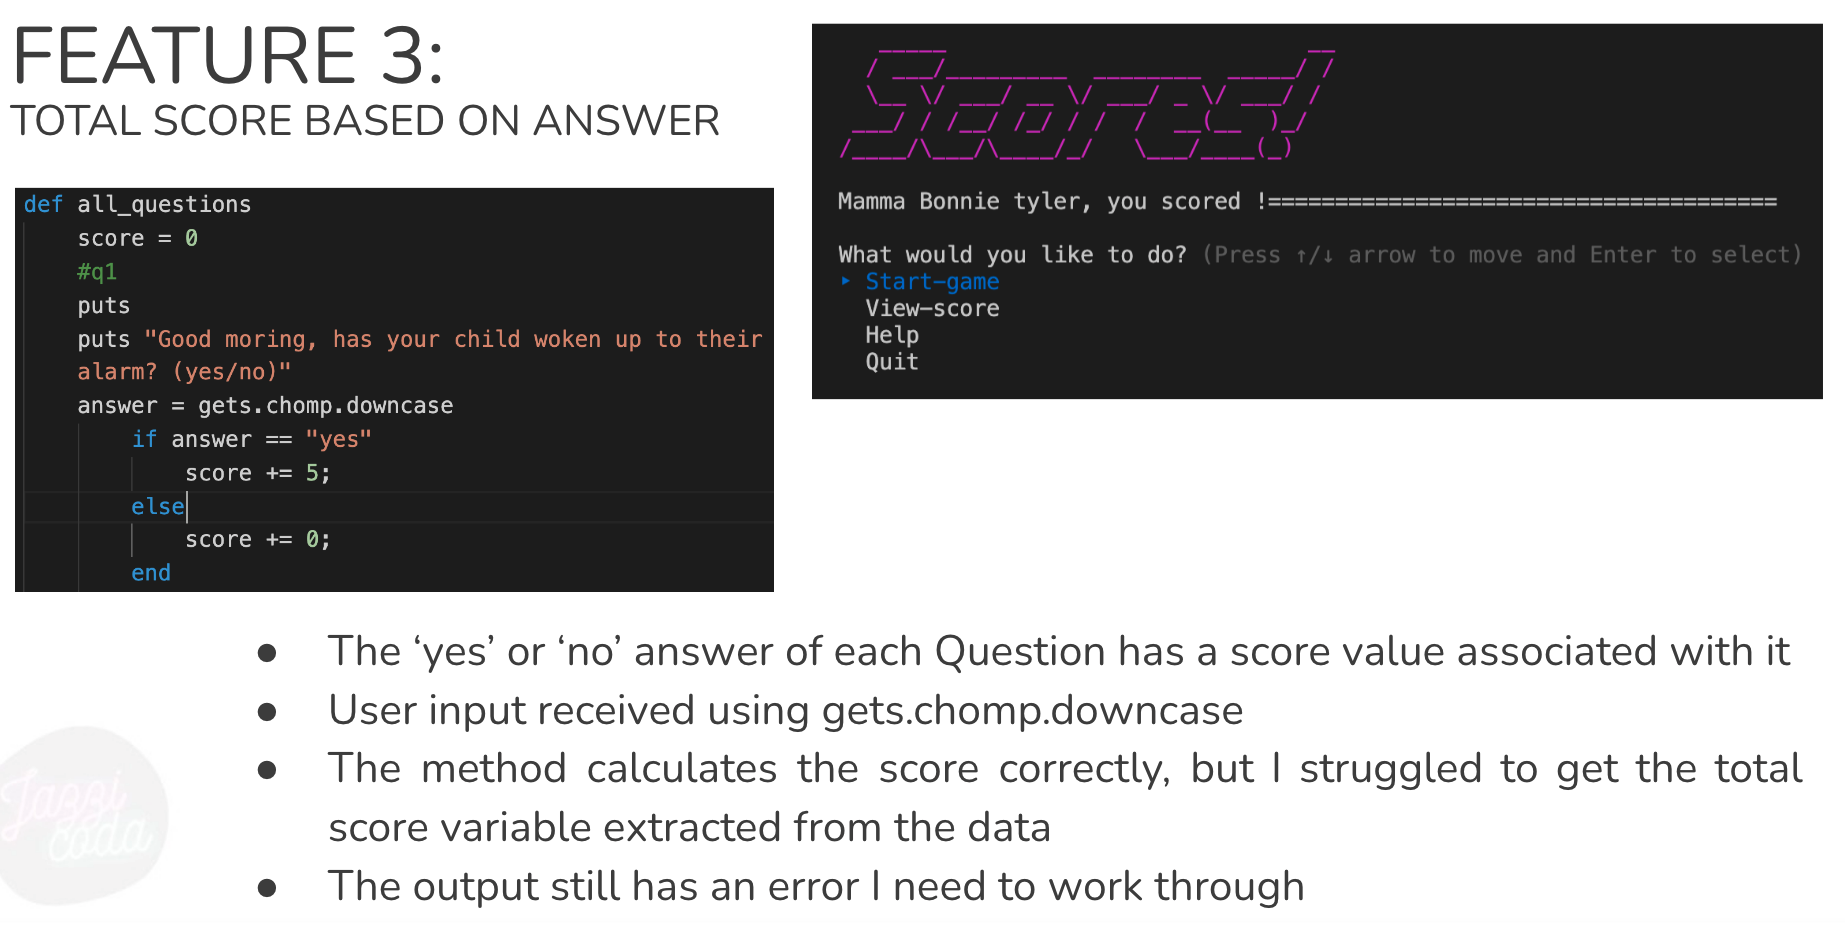 FEATURE 3:
TOTAL SCORE BASED ON ANSWER
def all_questions
score = 0
#q1
puts
puts "Good moring, has your child woken up to their
alarm? (yes/no)"
answer = gets.chomp.downcase
if answer == "yes"
score += 5;
else
score += 0;
end
Scores!
Mamma Bonnie tyler, you scored !======================================
What would you like to do? (Press ↑/↓ arrow to move and Enter to select)
‣ Start-game
View-score
Help
Quit
● The ‘yes’ or ‘no’ answer of each Question has a score value associated with it
● User input received using gets.chomp.downcase
● The method calculates the score correctly, but I struggled to get the total
score variable extracted from the data
● The output still has an error I need to work through
Jazzi
coda